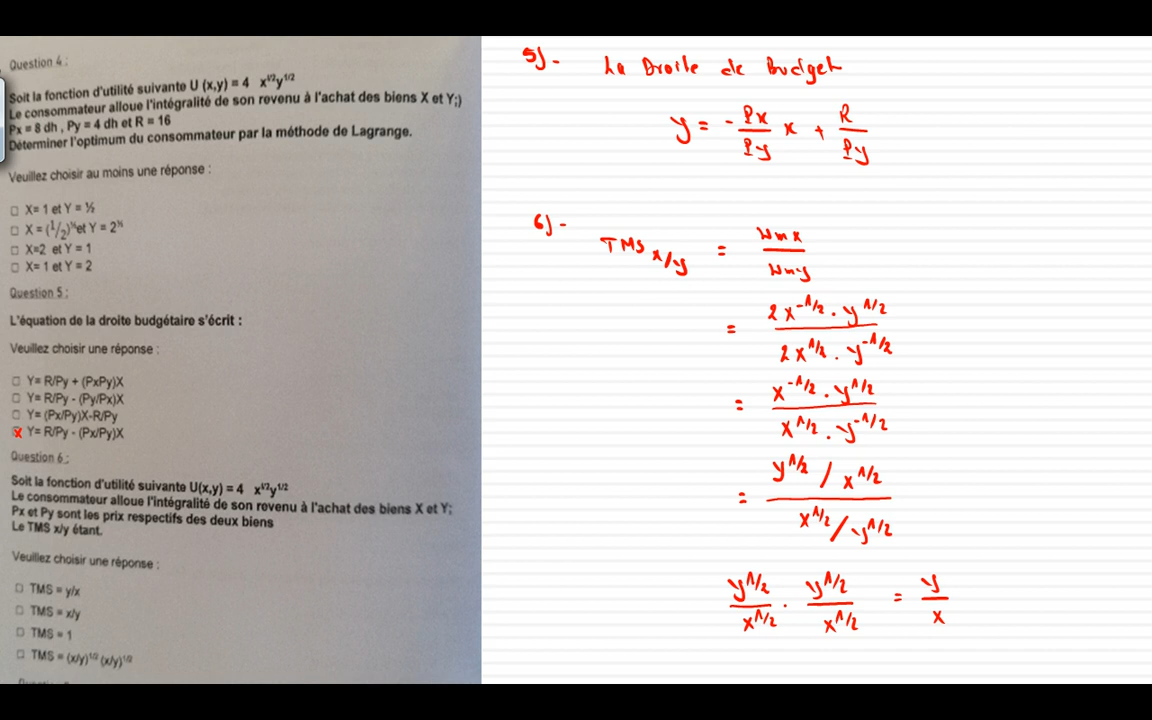 Question 4 :
Soit la fonction d'utilité suivante U (x,y) = 4 x^1/2 y^1/2
Le consommateur alloue l'intégralité de son revenu à l'achat des biens X et Y;)
Px = 8 dh , Py = 4 dh et R = 16
Déterminer l'optimum du consommateur par la méthode de Lagrange.
Veuillez choisir au moins une réponse :
□ X= 1 et Y = ½
□ X=2 et Y = 1
□ X= 1 et Y = 2
Question 5 :
L'équation de la droite budgétaire s'écrit :
Veuillez choisir une réponse :
□ Y= R/Py + (PxPy)X
□ Y= R/Py - (Py/Px)X
□ Y= (Px/Py)X-R/Py
x Y= R/Py - (Px/Py)X
Question 6 :
Soit la fonction d'utilité suivante U(x,y) = 4 x^1/2 y^1/2
Le consommateur alloue l'intégralité de son revenu à l'achat des biens X et Y;
Px et Py sont les prix respectifs des deux biens
Le TMS x/y étant.
Veuillez choisir une réponse :
□ TMS = y/x
□ TMS = x/y
□ TMS = 1
□ TMS = (x/y)^1/2 (x/y)^1/2
5)- La Droite de Budget
y = - Px/Py x + R/Py
6)-
TMS x/y = Umx / Umy
= 2x^-1/2 . y^1/2 / 2x^1/2 . y^-1/2
= x^-1/2 . y^1/2 / x^1/2 . y^-1/2
= y^1/2 / x^1/2 / x^1/2 / y^1/2
y^1/2 / x^1/2 . y^1/2 / x^1/2 = y / x